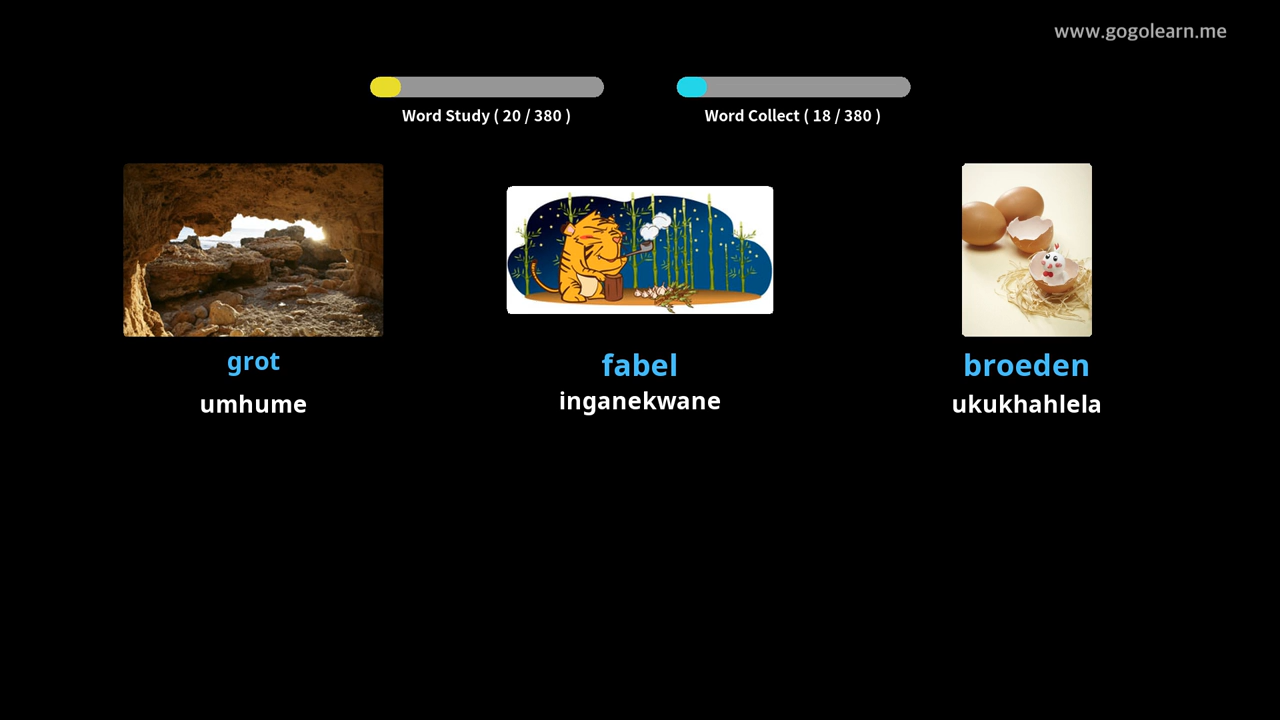 www.gogolearn.me
Word Study ( 20 / 380 )
Word Collect ( 18 / 380 )
grot
fabel
broeden
umhume
inganekwane
ukukhahlela